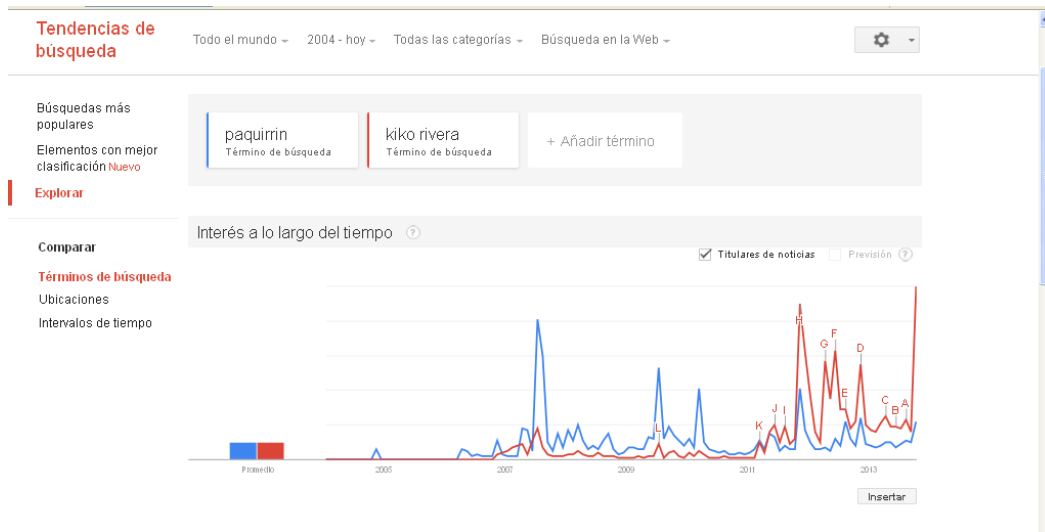 Tendencias de
búsqueda
Todo el mundo
2004 - hoy
Todas las categorías
Búsqueda en la Web
Búsquedas más
populares
Elementos con mejor
clasificación Nuevo
Explorar
Comparar
Términos de búsqueda
Ubicaciones
Intervalos de tiempo
paquirrin
Término de búsqueda
kiko rivera
Término de búsqueda
+ Añadir término
Interés a lo largo del tiempo ?
Titulares de noticias
Previsión ?
L K J I H G F E D C B A
Promedio 2005 2007 2009 2011 2013
Insertar